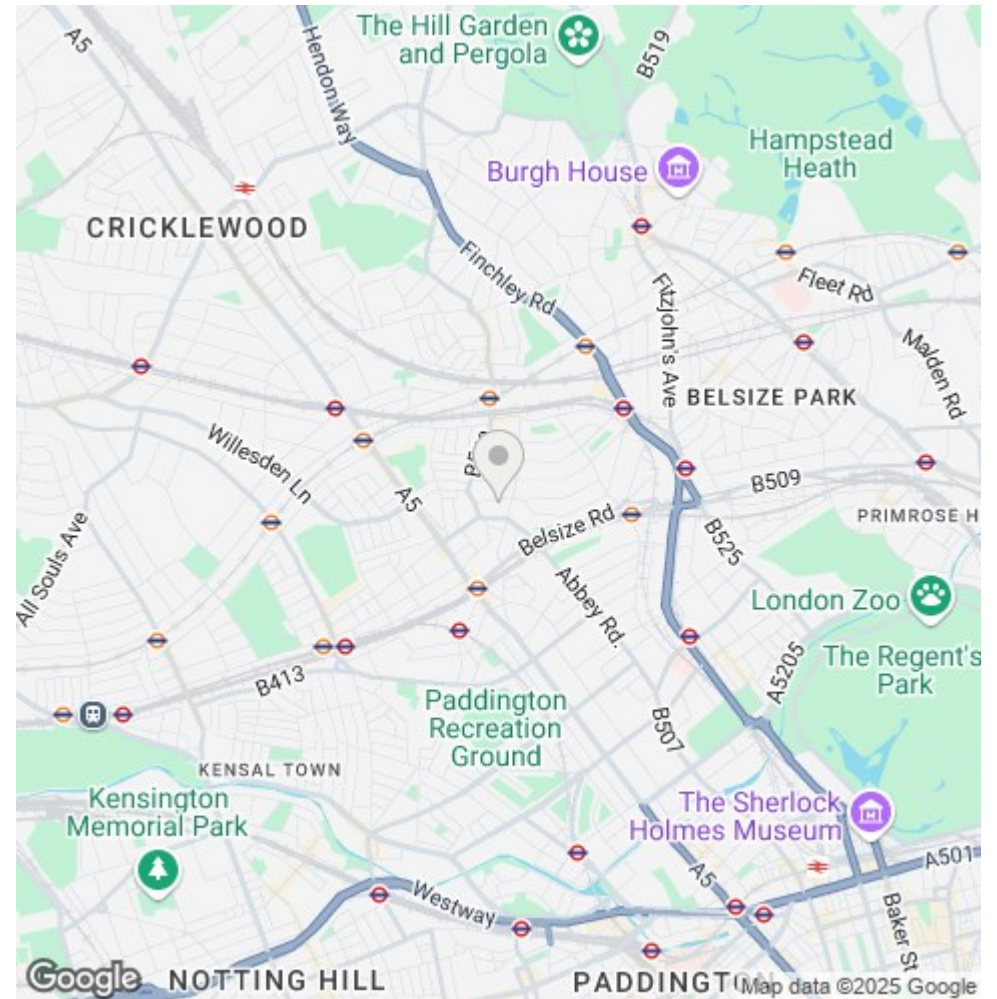 A5
Hendon Way
The Hill Garden
and Pergola
B519
Burgh House
Hampstead
Heath
CRICKLEWOOD
Finchley Rd
Fitzjohn's Ave
Fleet Rd
Malden Rd
BELSIZE PARK
Willesden Ln
A5
B509
Belsize Rd
B525
PRIMROSE H
All Souls Ave
Abbey Rd.
London Zoo
A5205
The Regent's
Park
B413
Paddington
Recreation
Ground
B507
KENSAL TOWN
Kensington
Memorial Park
The Sherlock
Holmes Museum
A501
A5
Westway
Baker St
Google
NOTTING HILL
PADDINGTON
Map data ©2025 Google